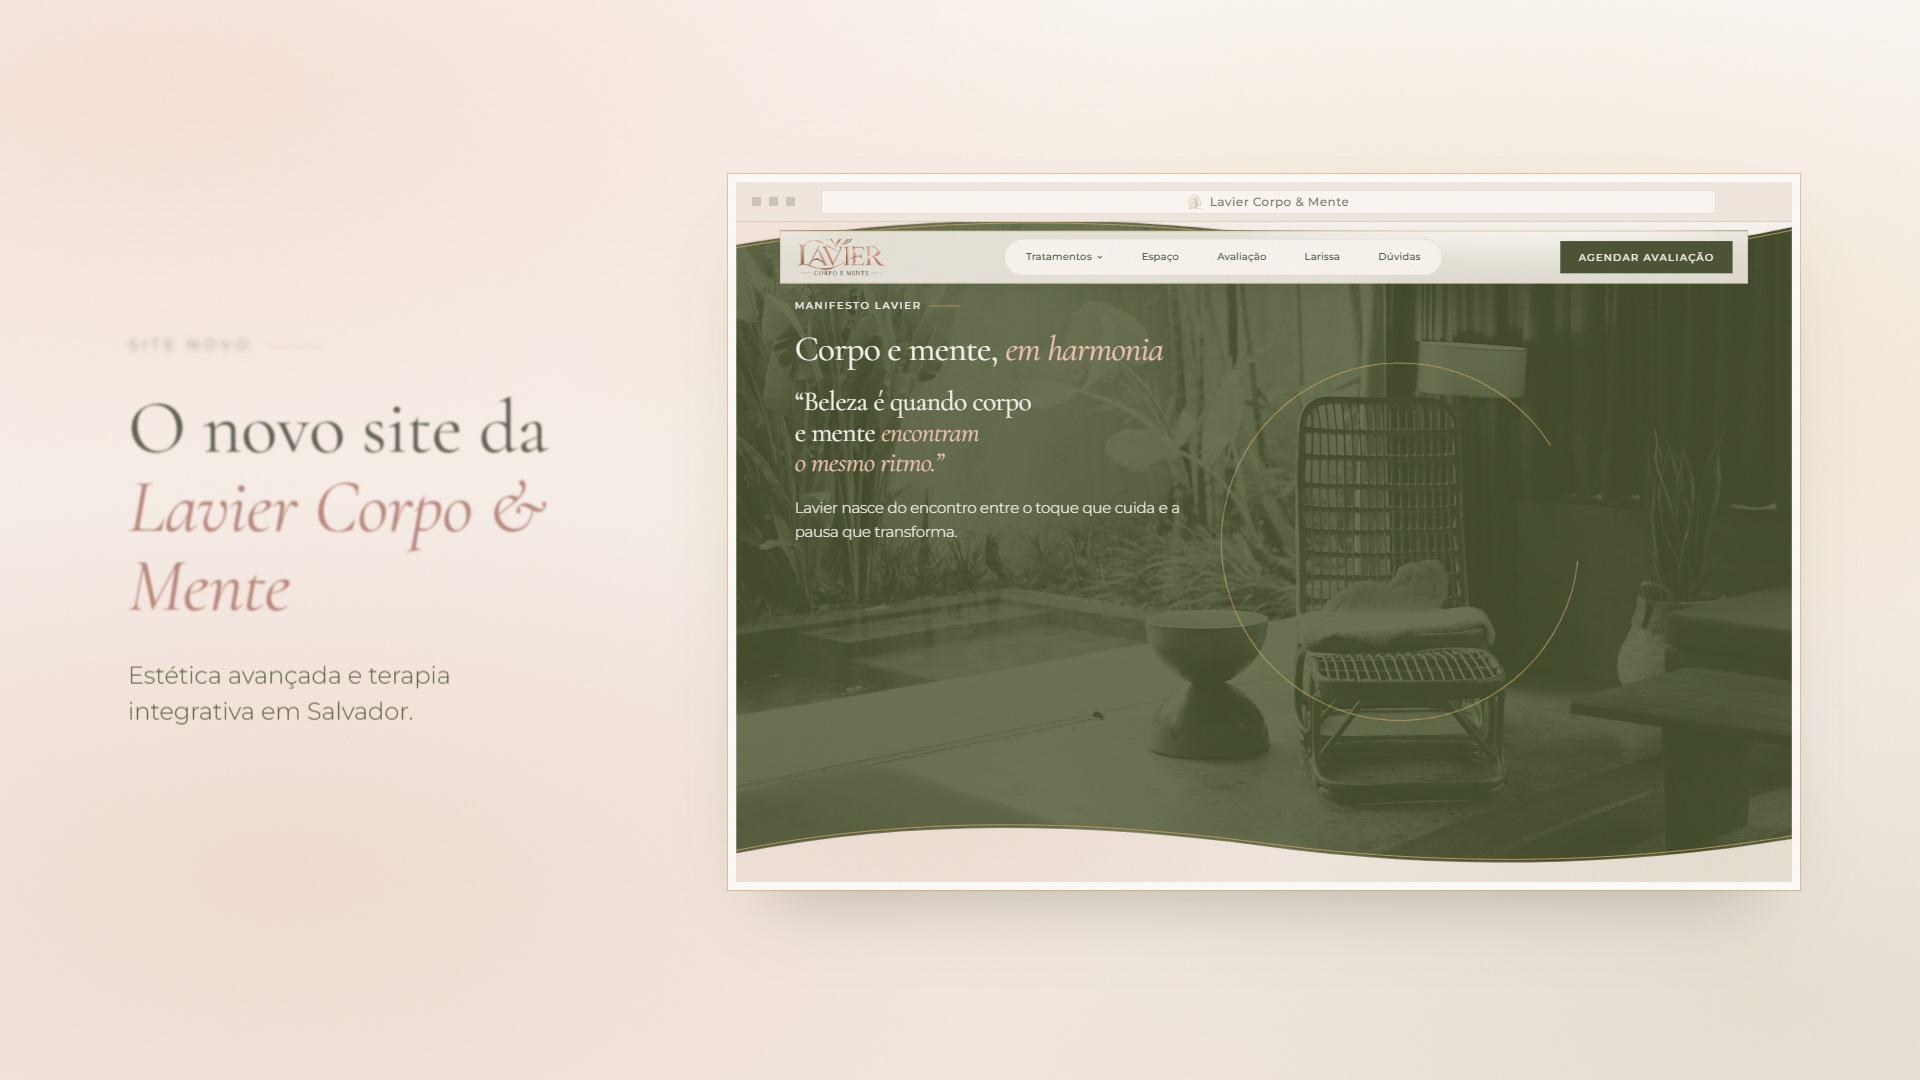 SITE NOVO
O novo site da
Lavier Corpo &
Mente
Estética avançada e terapia
integrativa em Salvador.
Lavier Corpo & Mente
LAVIER
CORPO E MENTE
Tratamentos
Espaço
Avaliação
Larissa
Dúvidas
AGENDAR AVALIAÇÃO
MANIFESTO LAVIER
Corpo e mente, em harmonia
“Beleza é quando corpo
e mente encontram
o mesmo ritmo.”
Lavier nasce do encontro entre o toque que cuida e a
pausa que transforma.